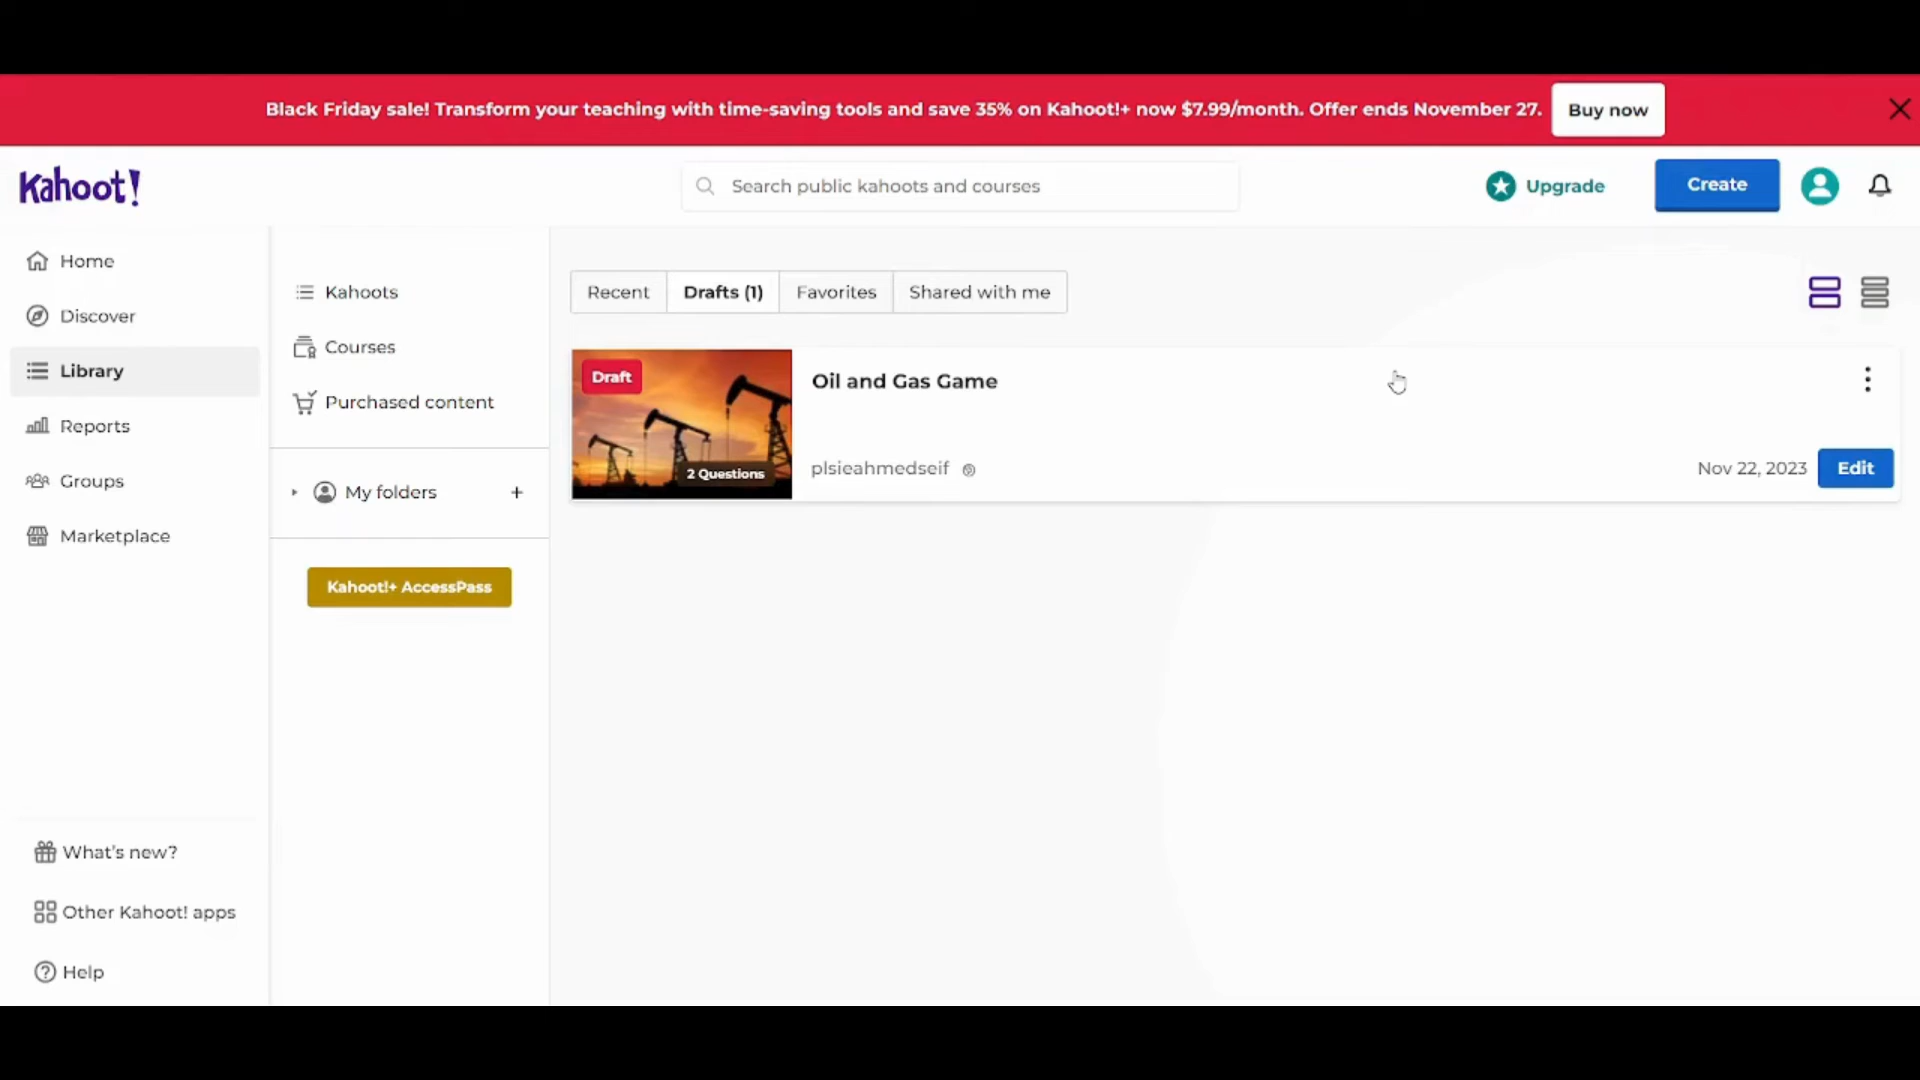 Black Friday sale! Transform your teaching with time-saving tools and save 35% on Kahoot!+ now $7.99/month. Offer ends November 27.
Buy now
Kahoot!
Search public kahoots and courses
Upgrade
Create
Home
Discover
Library
Reports
Groups
Marketplace
What's new?
Other Kahoot! apps
Help
Kahoots
Courses
Purchased content
My folders
+
Kahoot!+ AccessPass
Recent
Drafts (1)
Favorites
Shared with me
Draft
2 Questions
Oil and Gas Game
plsieahmedseif
Nov 22, 2023
Edit